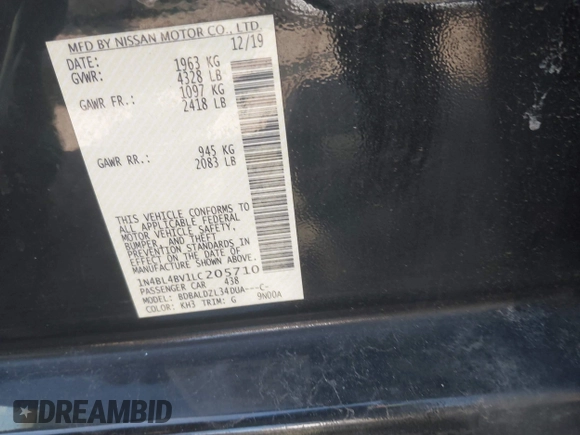 MFD BY NISSAN MOTOR CO., LTD.
DATE: 12/19
GVWR: 1963 KG
4328 LB
GAWR FR.: 1097 KG
2418 LB
GAWR RR.: 945 KG
2083 LB
THIS VEHICLE CONFORMS TO
ALL APPLICABLE FEDERAL
MOTOR VEHICLE SAFETY,
BUMPER, AND THEFT
PREVENTION STANDARDS IN
EFFECT ON THE DATE OF
MANUFACTURE SHOWN ABOVE.
1N4BL4BV1LC205710
PASSENGER CAR 438
MODEL: BDBALDZL34DUA---C-
COLOR: KH3 TRIM: G 9N00A
DREAMBID